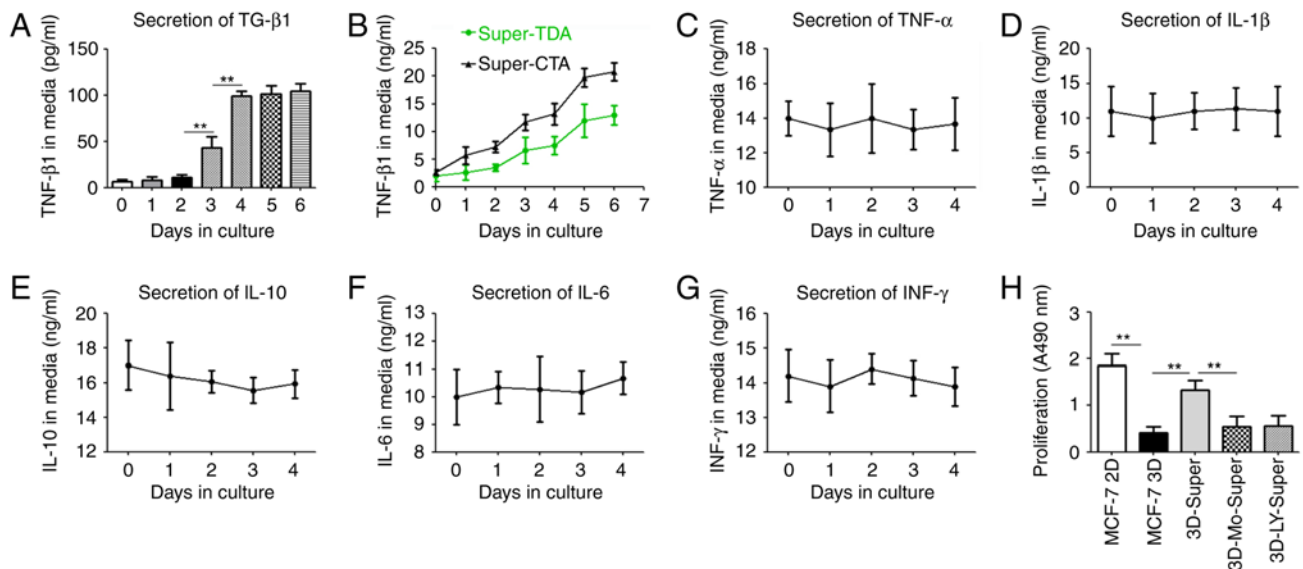 A
Secretion of TG-β1
TNF-β1 in media (pg/ml)
150
100
50
0
**
**
0 1 2 3 4 5 6
Days in culture
B
Super-TDA
Super-CTA
TNF-β1 in media (ng/ml)
25
20
15
10
5
0
0 1 2 3 4 5 6 7
Days in culture
C
Secretion of TNF-α
TNF-α in media (ng/ml)
18
16
14
12
10
0 1 2 3 4
Days in culture
D
Secretion of IL-1β
IL-1β in media (ng/ml)
20
15
10
5
0
0 1 2 3 4
Days in culture
E
Secretion of IL-10
IL-10 in media (ng/ml)
20
18
16
14
12
0 1 2 3 4
Days in culture
F
Secretion of IL-6
IL-6 in media (ng/ml)
13
12
11
10
9
8
0 1 2 3 4
Days in culture
G
Secretion of INF-γ
INF-γ in media (ng/ml)
16
15
14
13
12
0 1 2 3 4
Days in culture
H
Proliferation (A490 nm)
3
2
1
0
**
**
**
MCF-7 2D
MCF-7 3D
3D-Super
3D-Mo-Super
3D-LY-Super